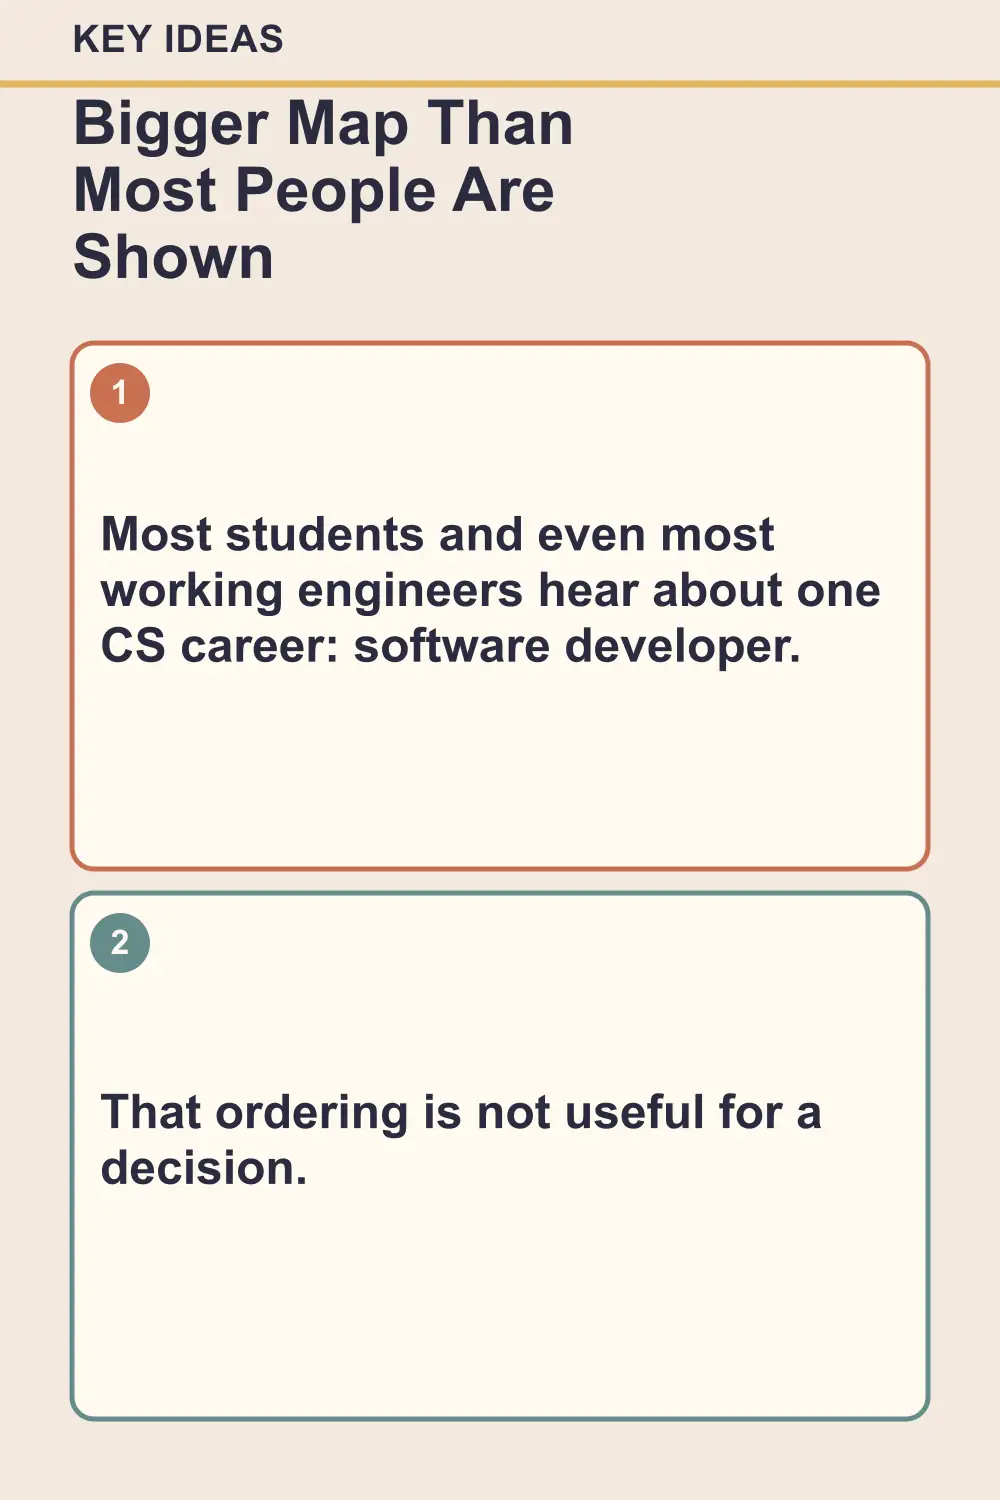 KEY IDEAS
Bigger Map Than
Most People Are
Shown
1
Most students and even most
working engineers hear about one
CS career: software developer.
2
That ordering is not useful for a
decision.